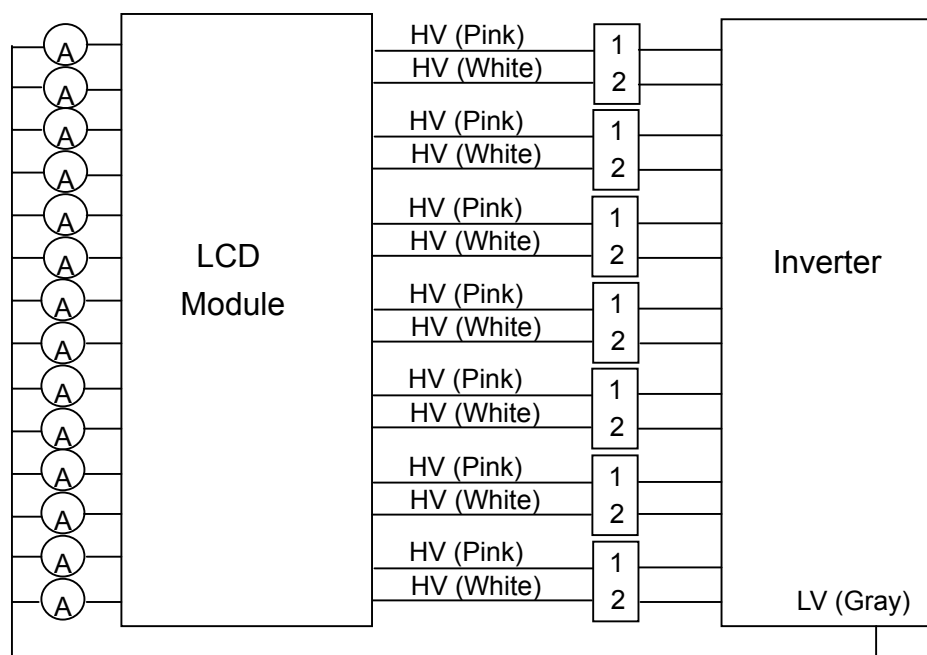 A
A
A
A
A
A
A
A
A
A
A
A
A
A
LCD
Module
HV (Pink)
HV (White)
1
2
HV (Pink)
HV (White)
1
2
HV (Pink)
HV (White)
1
2
HV (Pink)
HV (White)
1
2
HV (Pink)
HV (White)
1
2
HV (Pink)
HV (White)
1
2
HV (Pink)
HV (White)
1
2
Inverter
LV (Gray)